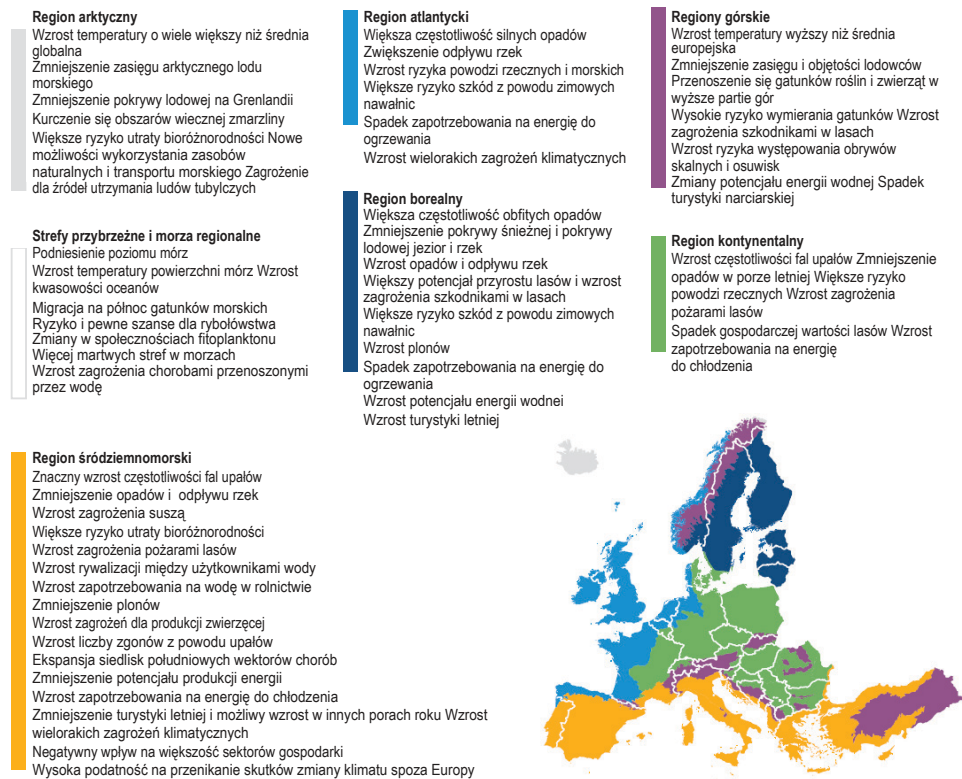 Region arktyczny
Wzrost temperatury o wiele większy niż średnia
globalna
Zmniejszenie zasięgu arktycznego lodu
morskiego
Zmniejszenie pokrywy lodowej na Grenlandii
Kurczenie się obszarów wiecznej zmarzliny
Większe ryzyko utraty bioróżnorodności Nowe
możliwości wykorzystania zasobów
naturalnych i transportu morskiego Zagrożenie
dla źródeł utrzymania ludów tubylczych
Strefy przybrzeżne i morza regionalne
Podniesienie poziomu mórz
Wzrost temperatury powierzchni mórz Wzrost
kwasowości oceanów
Migracja na północ gatunków morskich
Ryzyko i pewne szanse dla rybołówstwa
Zmiany w społecznościach fitoplanktonu
Więcej martwych stref w morzach
Wzrost zagrożenia chorobami przenoszonymi
przez wodę
Region atlantycki
Większa częstotliwość silnych opadów
Zwiększenie odpływu rzek
Wzrost ryzyka powodzi rzecznych i morskich
Większe ryzyko szkód z powodu zimowych
nawałnic
Spadek zapotrzebowania na energię do
ogrzewania
Wzrost wielorakich zagrożeń klimatycznych
Region borealny
Większa częstotliwość obfitych opadów
Zmniejszenie pokrywy śnieżnej i pokrywy
lodowej jezior i rzek
Wzrost opadów i odpływu rzek
Większy potencjał przyrostu lasów i wzrost
zagrożenia szkodnikami w lasach
Większe ryzyko szkód z powodu zimowych
nawałnic
Wzrost plonów
Spadek zapotrzebowania na energię do
ogrzewania
Wzrost potencjału energii wodnei
Wzrost turystyki letniej
Regiony górskie
Wzrost temperatury wyższy niż średnia
europejska
Zmniejszenie zasięgu i objętości lodowców
Przenoszenie się gatunków roślin i zwierząt w
wyższe partie gór
Wysokie ryzyko wymierania gatunków Wzrost
zagrożenia szkodnikami w lasach
Wzrost ryzyka występowania obrywów
skalnych i osuwisk
Zmiany potencjału energii wodnej Spadek
turystyki narciarskiej
Region kontynentalny
Wzrost częstotliwości fal upałów Zmniejszenie
opadów w porze letniej Większe ryzyko
powodzi rzecznych Wzrost zagrożenia
pożarami lasów
Spadek gospodarczej wartości lasów Wzrost
zapotrzebowania na energię
do chłodzenia
Region śródziemnomorski
Znaczny wzrost częstotliwości fal upałów
Zmniejszenie opadów i odpływu rzek
Wzrost zagrożenia suszą
Większe ryzyko utraty bioróżnorodności
Wzrost zagrożenia pożarami lasów
Wzrost rywalizacji między użytkownikami wody
Wzrost zapotrzebowania na wodę w rolnictwie
Zmniejszenie plonów
Wzrost zagrożeń dla produkcji zwierzęcej
Wzrost liczby zgonów z powodu upałów
Ekspansja siedlisk południowych wektorów chorób
Zmniejszenie potencjału produkcji energii
Wzrost zapotrzebowania na energię do chłodzenia
Zmniejszenie turystyki letniej i możliwy wzrost w innych porach roku Wzrost
wielorakich zagrożeń klimatycznych
Negatywny wpływ na większość sektorów gospodarki
Wysoka podatność na przenikanie skutków zmiany klimatu spoza Europy